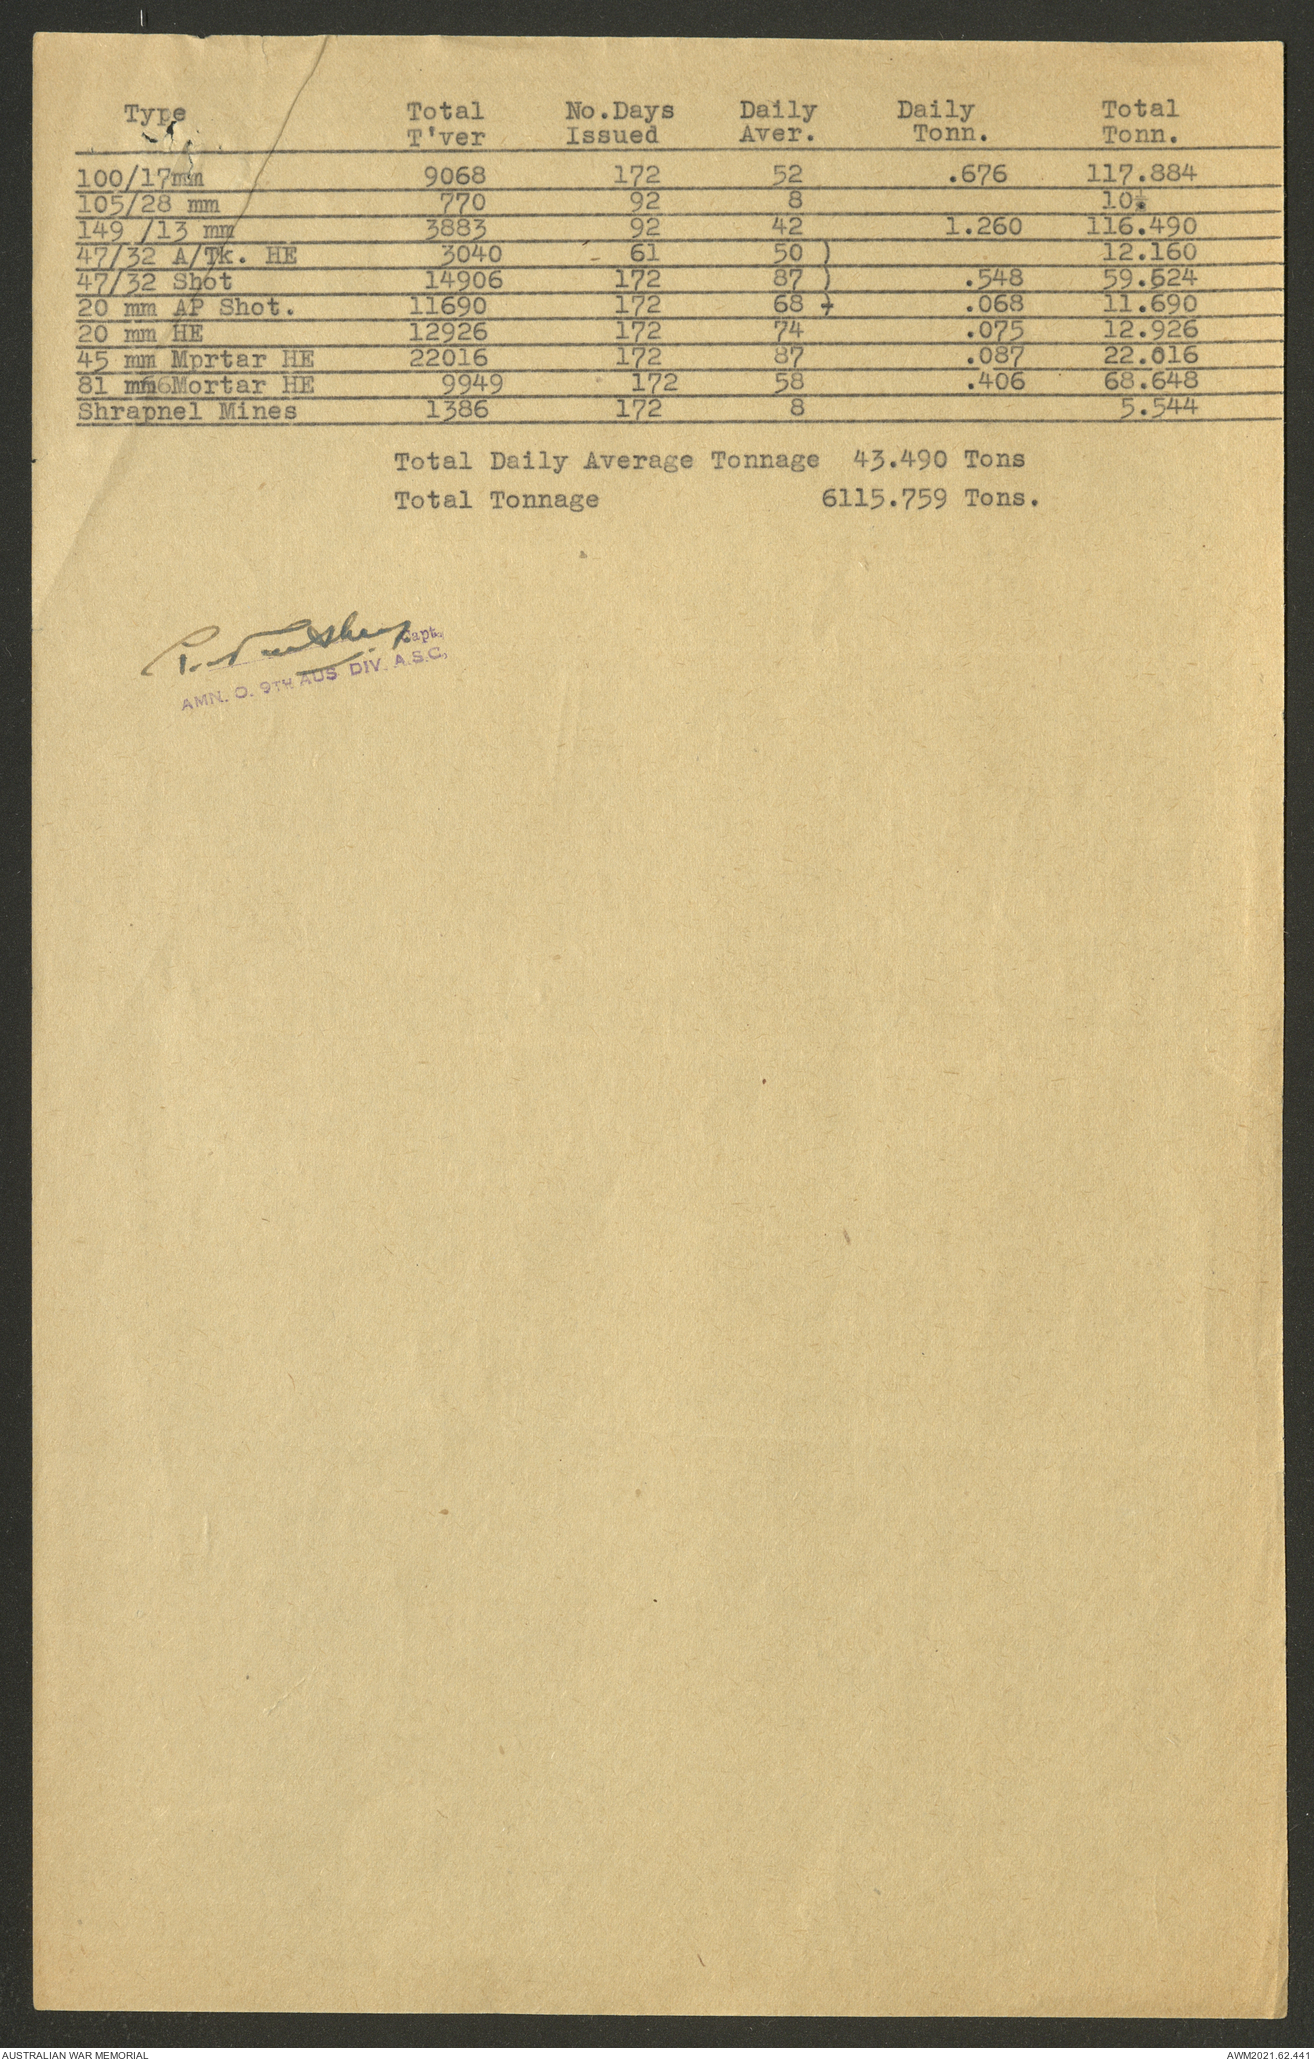 Type Total No.Days Daily Daily Total
T'ver Issued Aver. Tonn. Tonn.
100/17mm 9068 172 52 .676 117.884
105/28 mm 770 92 8 10
149 /13 mm 3883 92 42 1.260 116.490
47/32 A/Tk. HE 3040 - 61 50 ) 12.160
47/32 Shot 14906 172 87 ) .548 59.624
20 mm AP Shot. 11690 172 68 .068 11.690
20 mm HE 12926 172 74 .075 12.926
45 mm Mprtar HE 22016 172 87 .087 22.016
81 mm Mortar HE 9949 172 58 .406 68.648
Shrapnel Mines 1386 172 8 5.544
Total Daily Average Tonnage 43.490 Tons
Total Tonnage 6115.759 Tons.
Capt.
AMN. O. 9TH AUS DIV. A.S.C.
AUSTRALIAN WAR MEMORIAL AWM2021.62.441